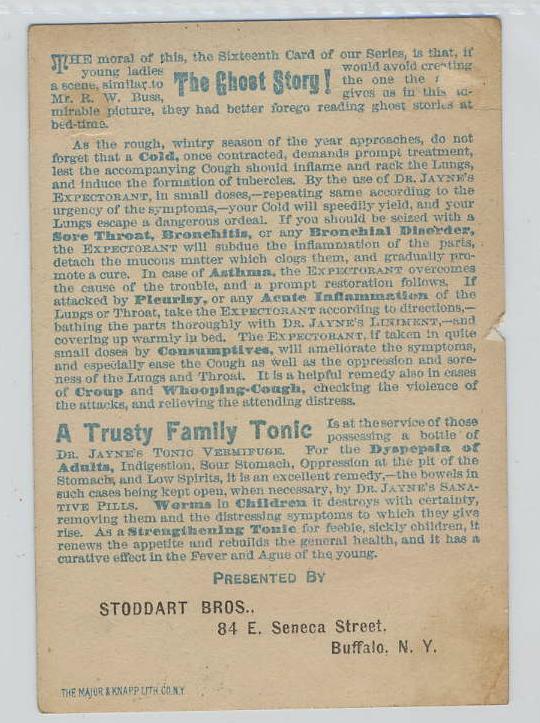 THE moral of this, the Sixteenth Card of our Series, is that, if
young ladies would avoid creating
a scene, similar to The Ghost Story! the one the
Mr. R. W. Buss, gives us in this ad-
mirable picture, they had better forego reading ghost stories at
bed-time.
As the rough, wintry season of the year approaches, do not
forget that a Cold, once contracted, demands prompt treatment,
lest the accompanying Cough should inflame and rack the Lungs,
and induce the formation of tubercles. By the use of DR. JAYNE'S
EXPECTORANT, in small doses,—repeating same according to the
urgency of the symptoms,—your Cold will speedily yield, and your
Lungs escape a dangerous ordeal. If you should be seized with a
Sore Throat, Bronchitis, or any Bronchial Disorder,
the EXPECTORANT will subdue the inflammation of the parts,
detach the mucous matter which clogs them, and gradually pro-
mote a cure. In case of Asthma, the EXPECTORANT overcomes
the cause of the trouble, and a prompt restoration follows. If
attacked by Pleurisy, or any Acute Inflammation of the
Lungs or Throat, take the EXPECTORANT according to directions,—
bathing the parts thoroughly with DR. JAYNE'S LINIMENT,—and
covering up warmly in bed. The EXPECTORANT, if taken in quite
small doses by Consumptives, will ameliorate the symptoms,
and especially ease the Cough as well as the oppression and sore-
ness of the Lungs and Throat. It is a helpful remedy also in cases
of Croup and Whooping-Cough, checking the violence of
the attacks, and relieving the attending distress.
A Trusty Family Tonic Is at the service of those
possessing a bottle of
DR. JAYNE'S TONIC VERMIFUGE. For the Dyspepsia of
Adults, Indigestion, Sour Stomach, Oppression at the pit of the
Stomach, and Low Spirits, it is an excellent remedy,—the bowels in
such cases being kept open, when necessary, by DR. JAYNE'S SANA-
TIVE PILLS. Worms in Children it destroys with certainty,
removing them and the distressing symptoms to which they give
rise. As a Strengthening Tonic for feeble, sickly children, it
renews the appetite and rebuilds the general health, and it has a
curative effect in the Fever and Ague of the young.
PRESENTED BY
STODDART BROS.,
84 E. Seneca Street,
Buffalo, N. Y.
THE MAJOR & KNAPP LITH CO. N.Y.